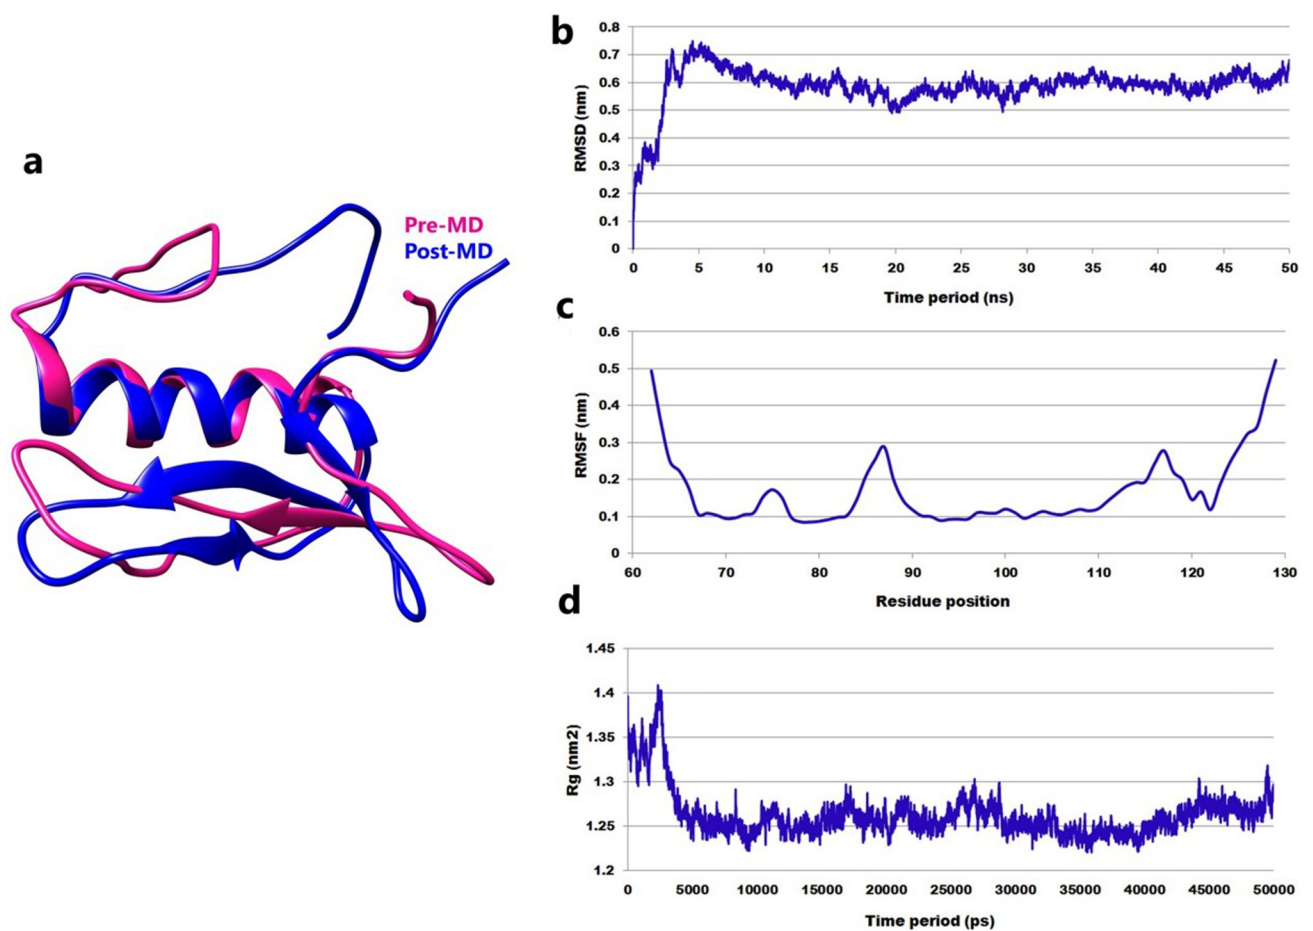 a
Pre-MD
Post-MD
b
0.8
0.7
0.6
0.5
0.4
0.3
0.2
0.1
0
RMSD (nm)
0 5 10 15 20 25 30 35 40 45 50
Time period (ns)
c
0.6
0.5
0.4
0.3
0.2
0.1
0
RMSF (nm)
60 70 80 90 100 110 120 130
Residue position
d
1.45
1.4
1.35
1.3
1.25
1.2
Rg (nm2)
0 5000 10000 15000 20000 25000 30000 35000 40000 45000 50000
Time period (ps)